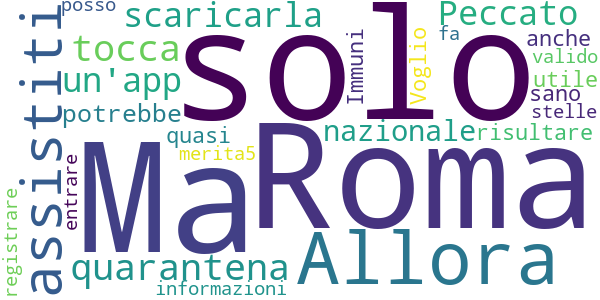 posso
scaricarla
solo
Peccato
fa
anche
tocca
Immuni
Voglio
valido
un'app
utile
assistiti
sano
potrebbe
stelle
quasi
nazionale
risultare
merita5
Ma
Roma
entrare
registrare
Allora
quarantena
informazioni